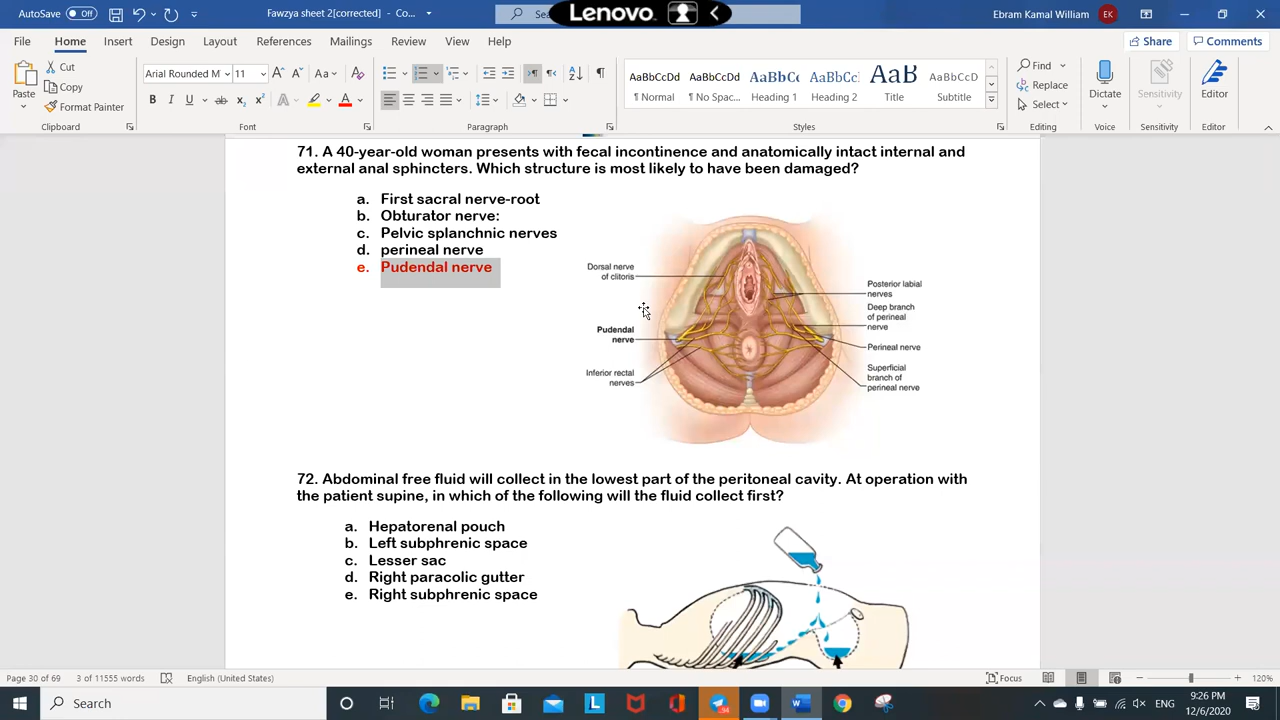 AutoSave Off
Fawzya
Sea
Lenovo
Ebram Kamal William EK
File Home Insert Design Layout References Mailings Review View Help
Share Comments
Paste
Cut
Copy
Format Painter
Clipboard
Arial Rounded M 11
Font
Paragraph
AaBbCcDd AaBbCcDd AaBbCc AaBbCcl AaB AaBbCcD
¶ Normal ¶ No Spac... Heading 1 Heading 2 Title Subtitle
Styles
Find
Replace
Select
Editing
Dictate
Voice
Sensitivity
Sensitivity
Editor
Editor
71. A 40-year-old woman presents with fecal incontinence and anatomically intact internal and
external anal sphincters. Which structure is most likely to have been damaged?
a. First sacral nerve-root
b. Obturator nerve:
c. Pelvic splanchnic nerves
d. perineal nerve
e. Pudendal nerve
Dorsal nerve
of clitoris
Pudendal
nerve
Inferior rectal
nerves
Posterior labial
nerves
Deep branch
of perineal
nerve
Perineal nerve
Superficial
branch of
perineal nerve
72. Abdominal free fluid will collect in the lowest part of the peritoneal cavity. At operation with
the patient supine, in which of the following will the fluid collect first?
a. Hepatorenal pouch
b. Left subphrenic space
c. Lesser sac
d. Right paracolic gutter
e. Right subphrenic space
Page 30 of 69 3 of 11555 words English (United States) Focus 120%
Search
94
ENG
9:26 PM
12/6/2020